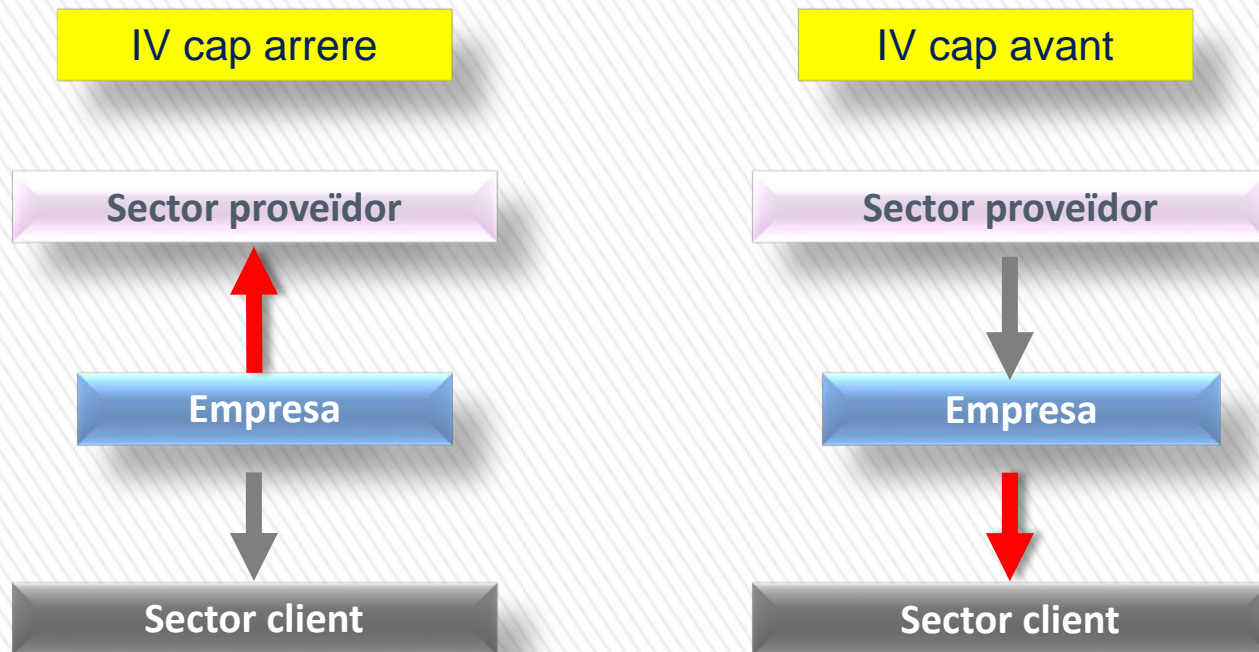 IV cap arrere
Sector proveïdor
Empresa
Sector client
IV cap avant
Sector proveïdor
Empresa
Sector client